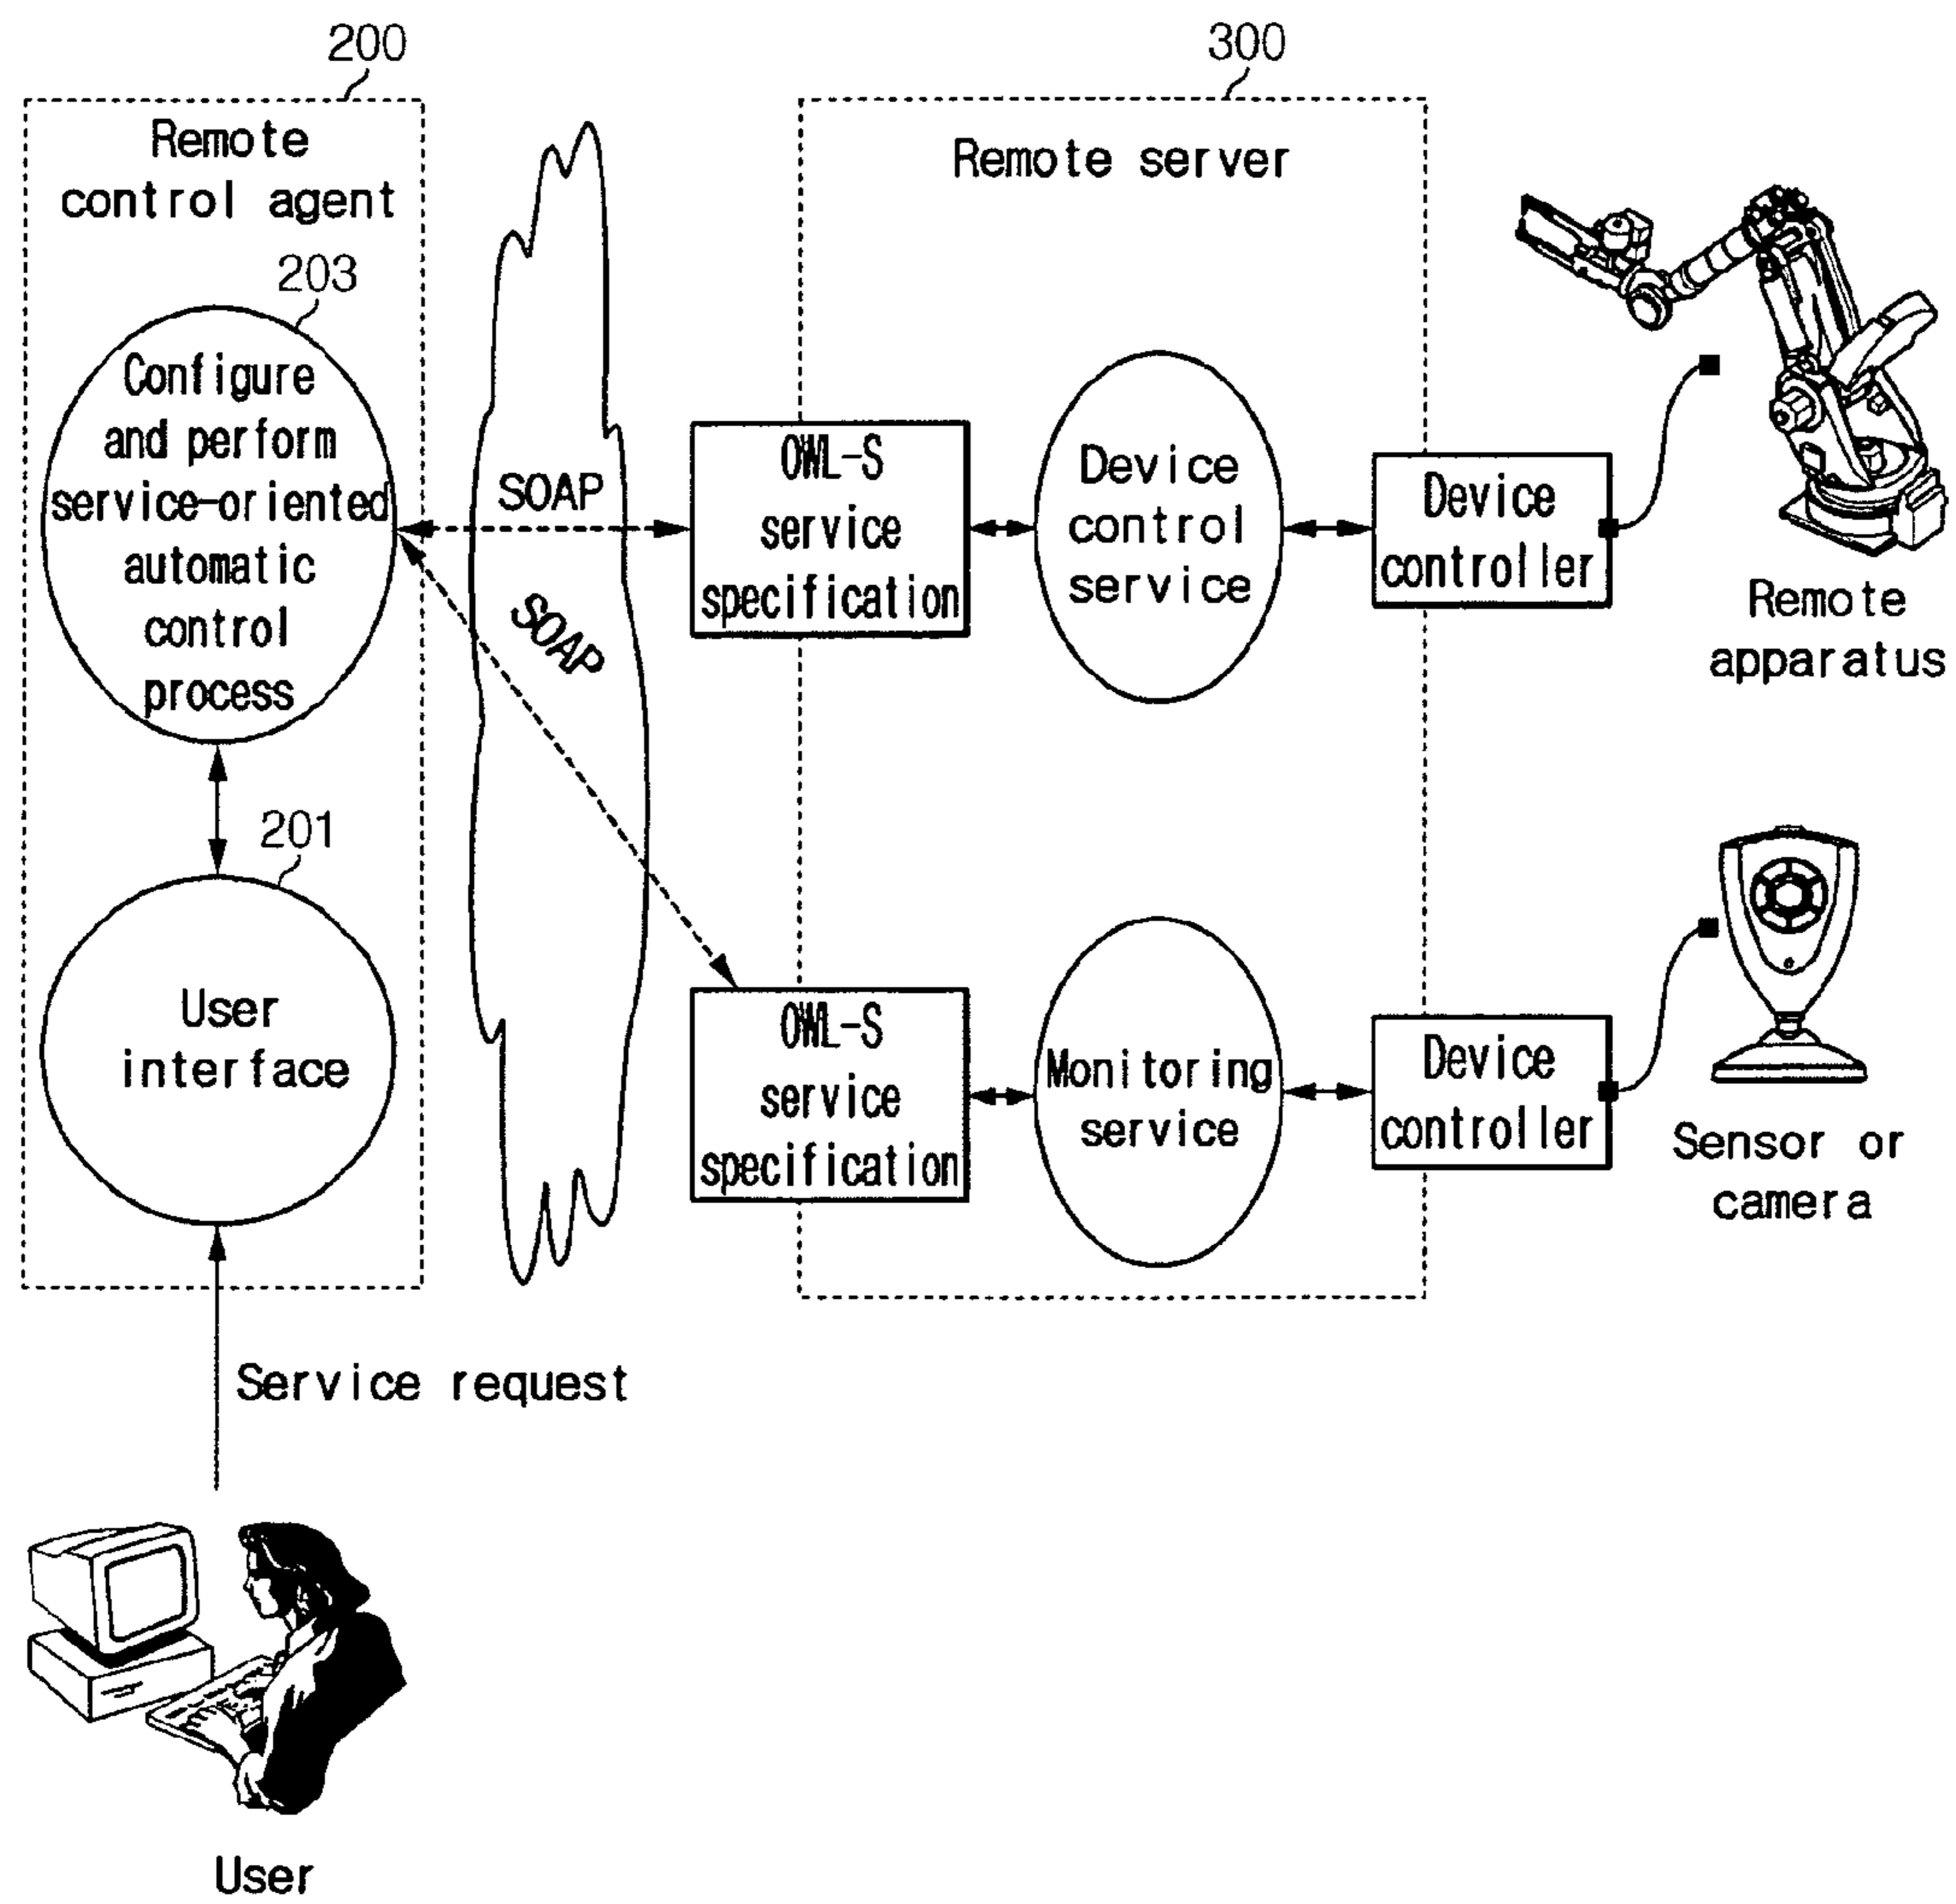 200
300
Remote
control agent
Remote server
203
Configure
and perform
service-oriented
automatic
control
process
SOAP
SOAP
OWL-S
service
specification
Device
control
service
Device
controller
Remote
apparatus
201
User
interface
OWL-S
service
specification
Monitoring
service
Device
controller
Sensor or
camera
Service request
User